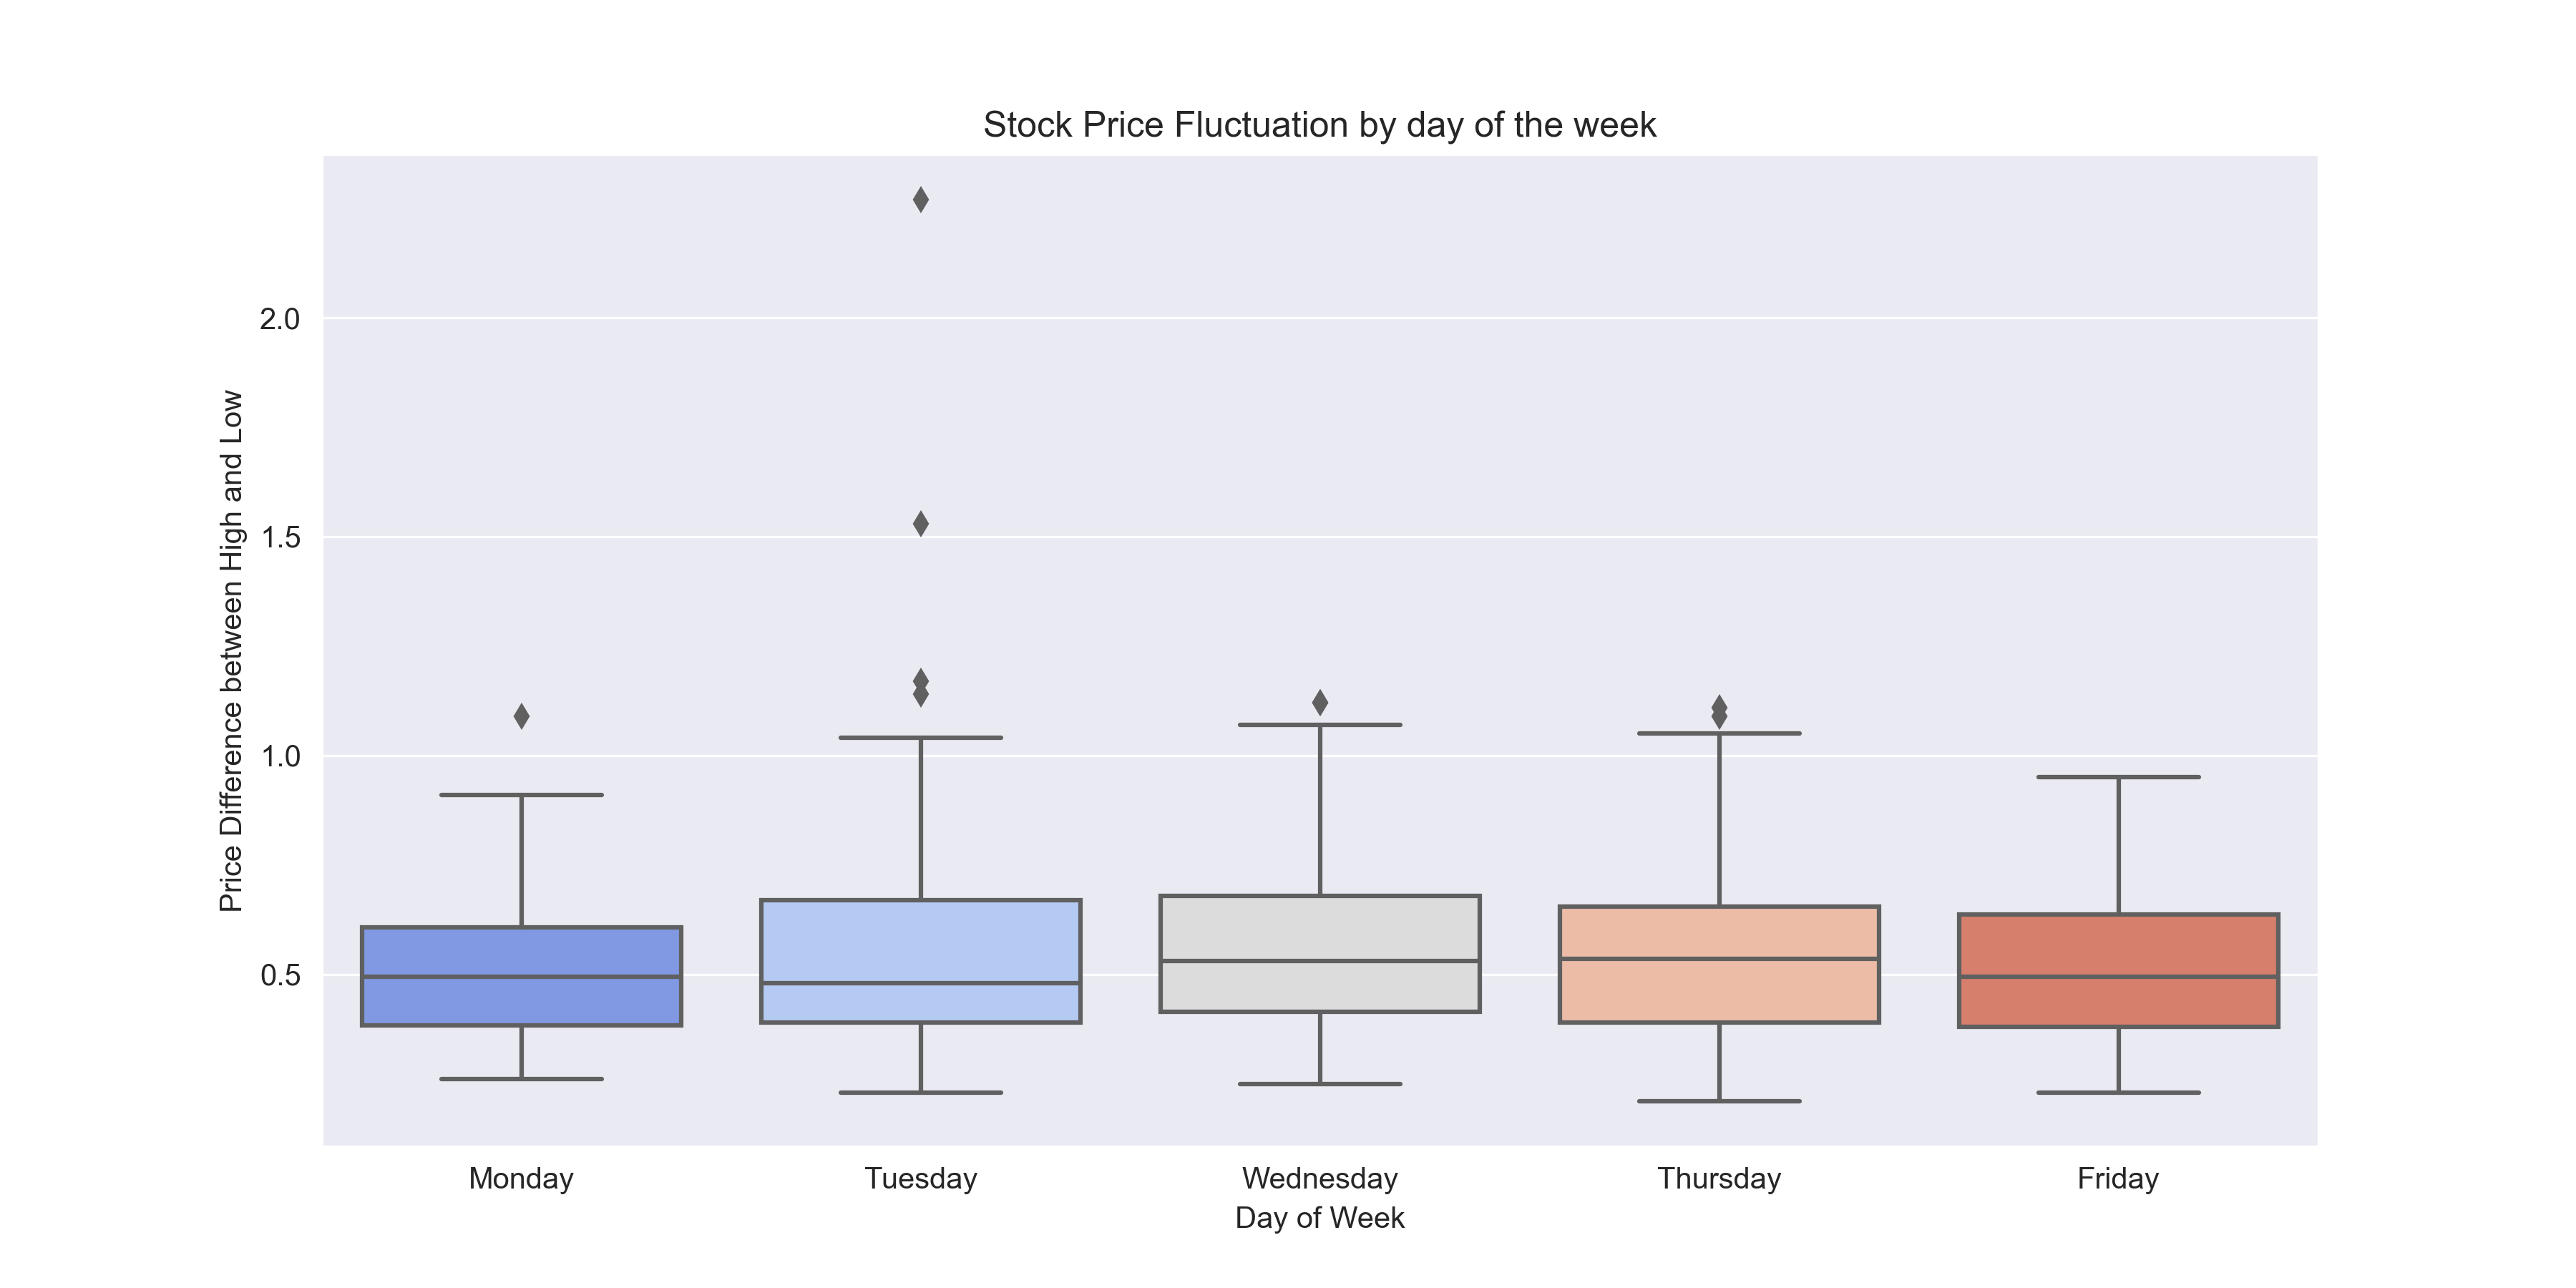 Stock Price Fluctuation by day of the week
Price Difference between High and Low
2.0
1.5
1.0
0.5
Monday
Tuesday
Wednesday
Thursday
Friday
Day of Week